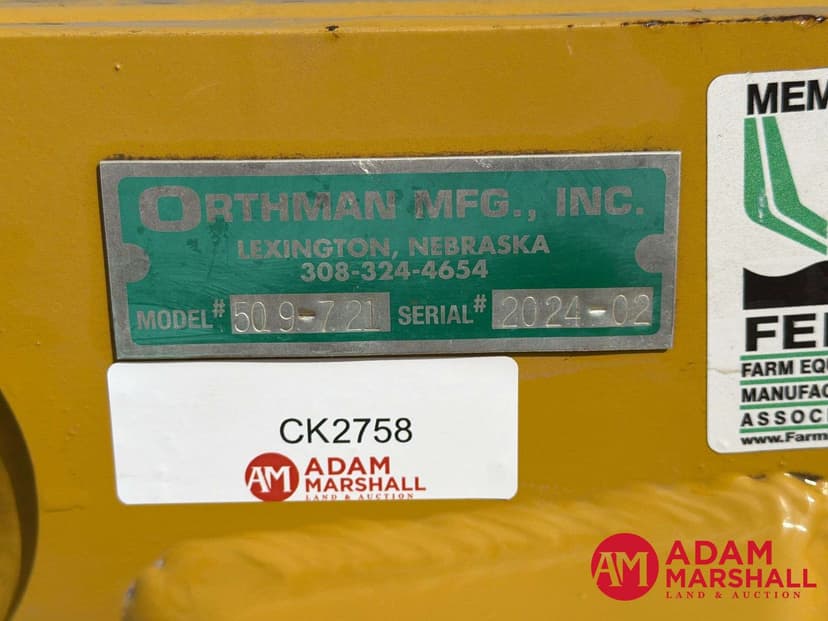 ORTHMAN MFG., INC.
LEXINGTON, NEBRASKA
308-324-4654
MODEL# 509-721 SERIAL# 2024-02
CK2758
AM ADAM
MARSHALL
LAND & AUCTION
MEM
FE
FARM EQU
MANUFAC
ASSOC
www.Farm
AM ADAM
MARSHALL
LAND & AUCTION